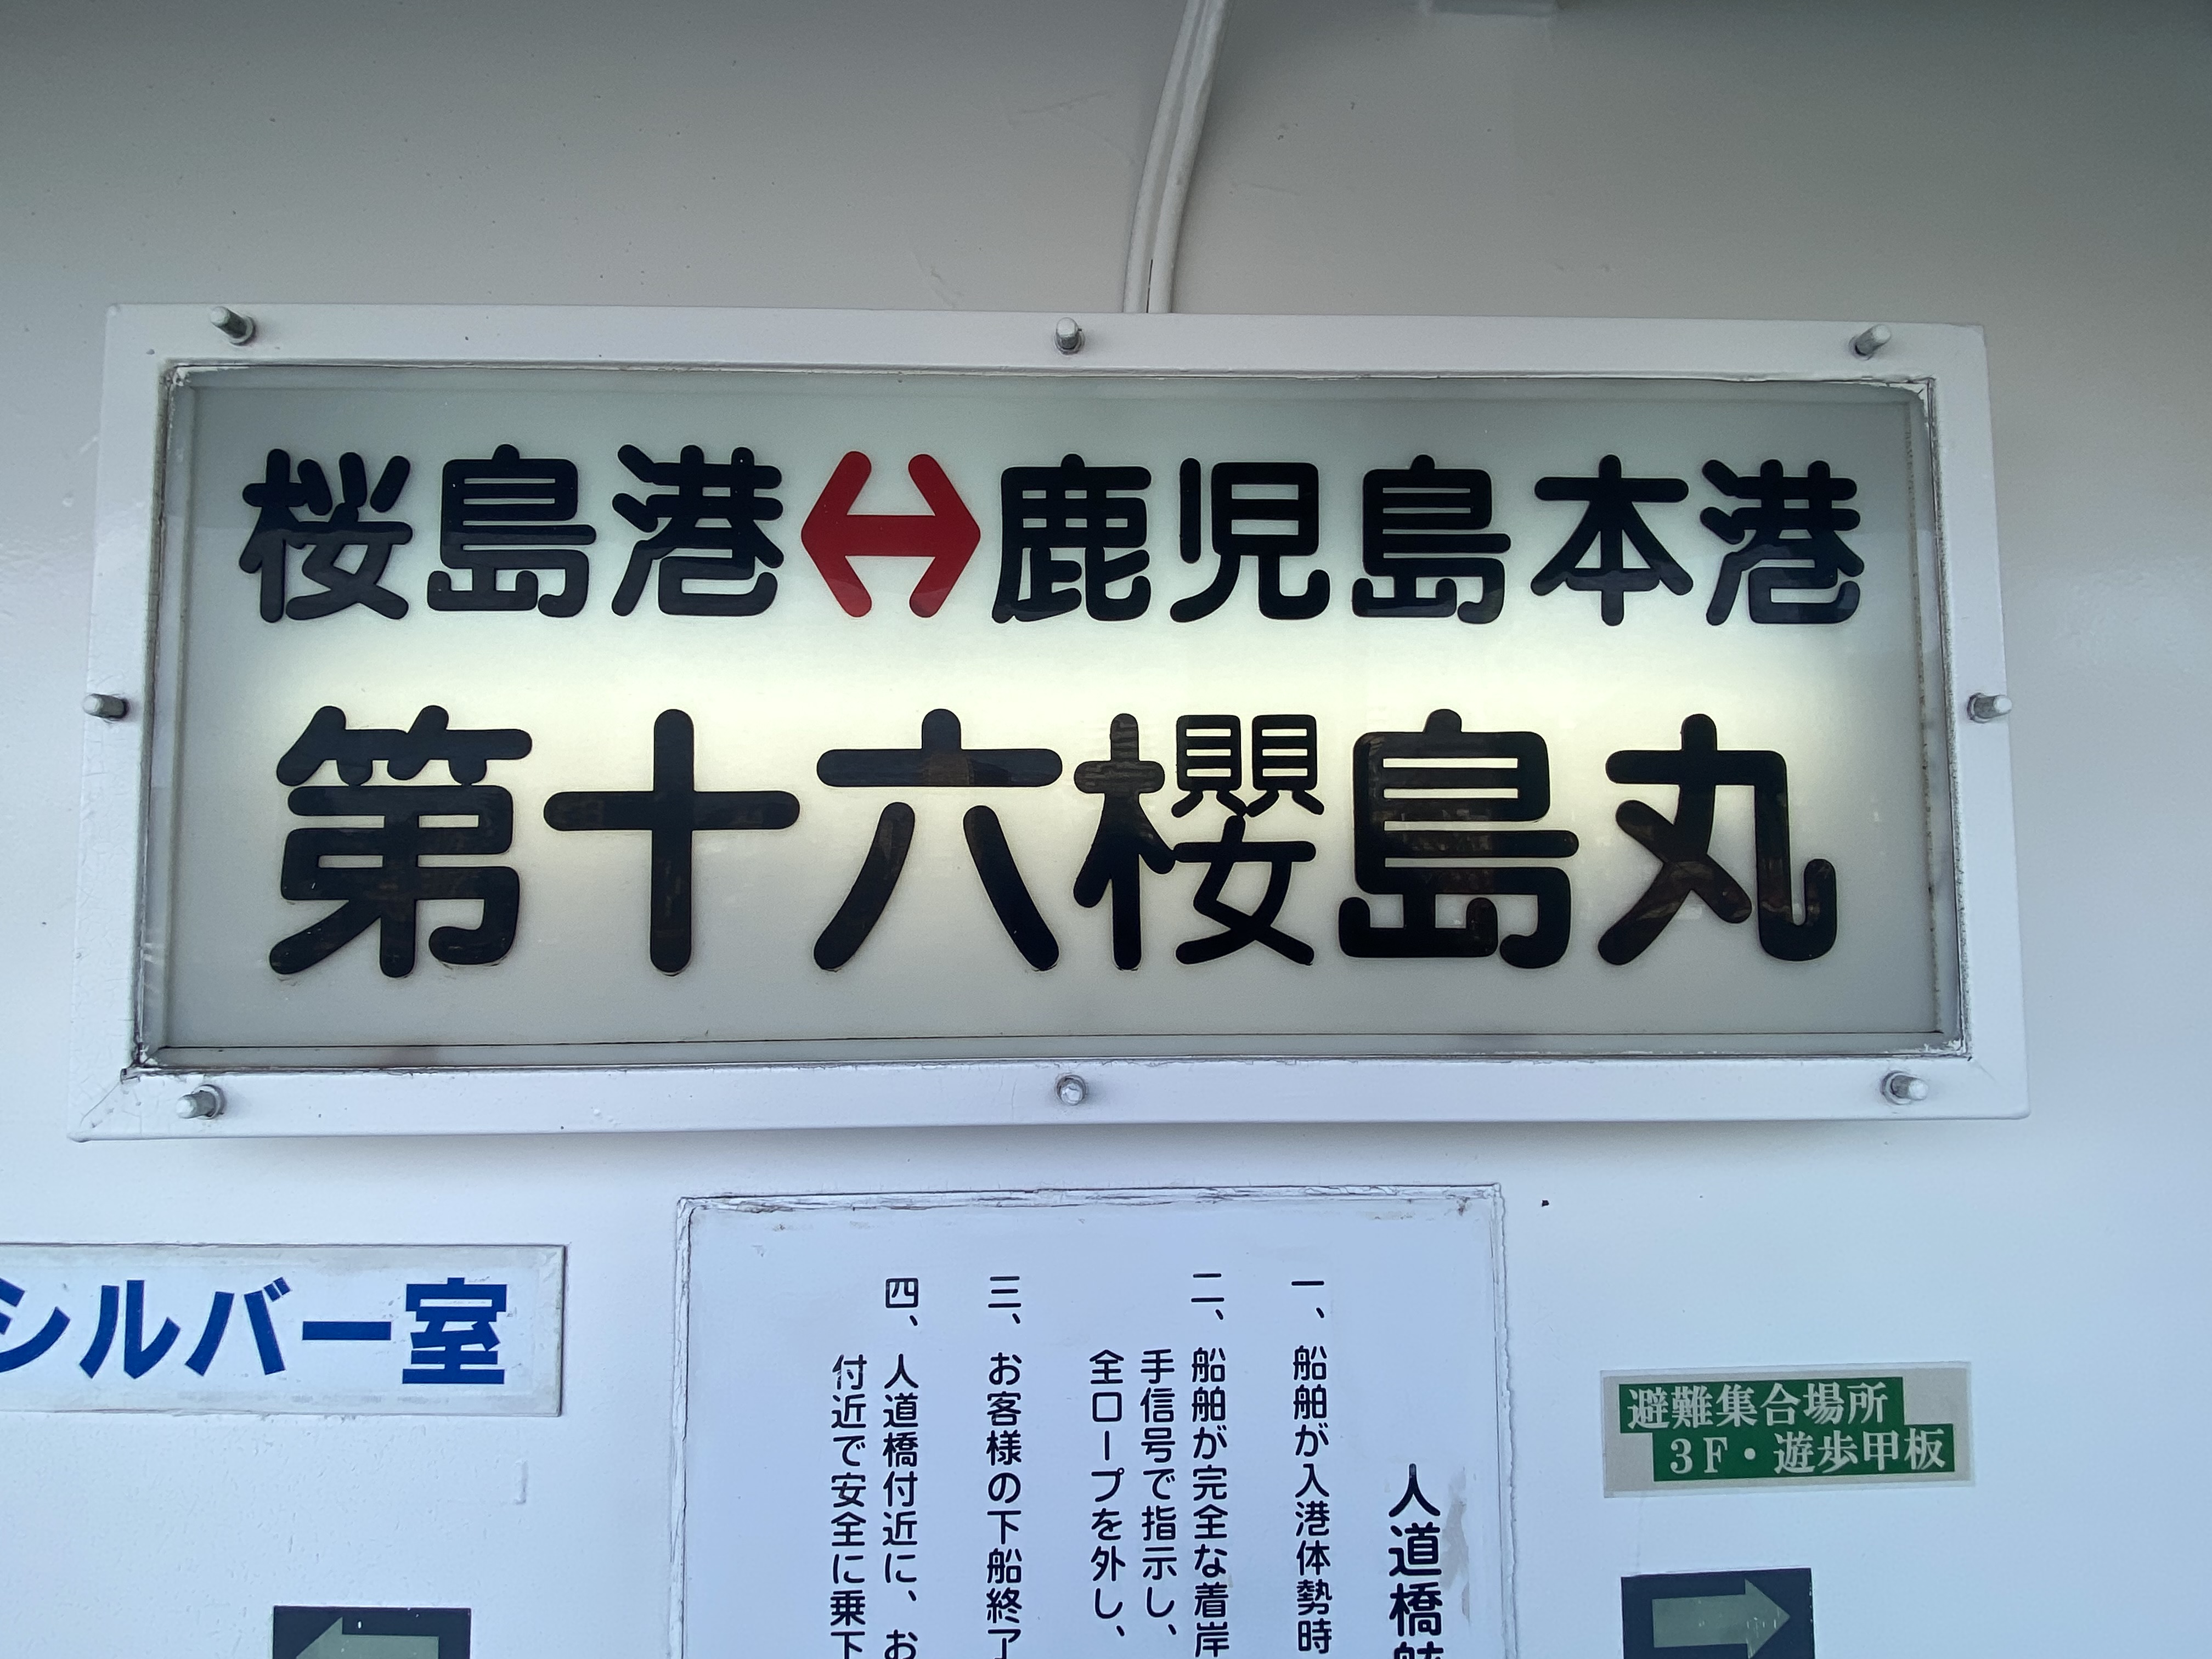 桜島港↔鹿児島本港
第十六櫻島丸
シルバー室
人道橋
一、船舶が入港体勢時
二、船舶が完全な着岸
手信号で指示し、
全ロープを外し、
三、お客様の下船終了
四、人道橋付近に、お
付近で安全に乗下
避難集合場所
3F・遊歩甲板